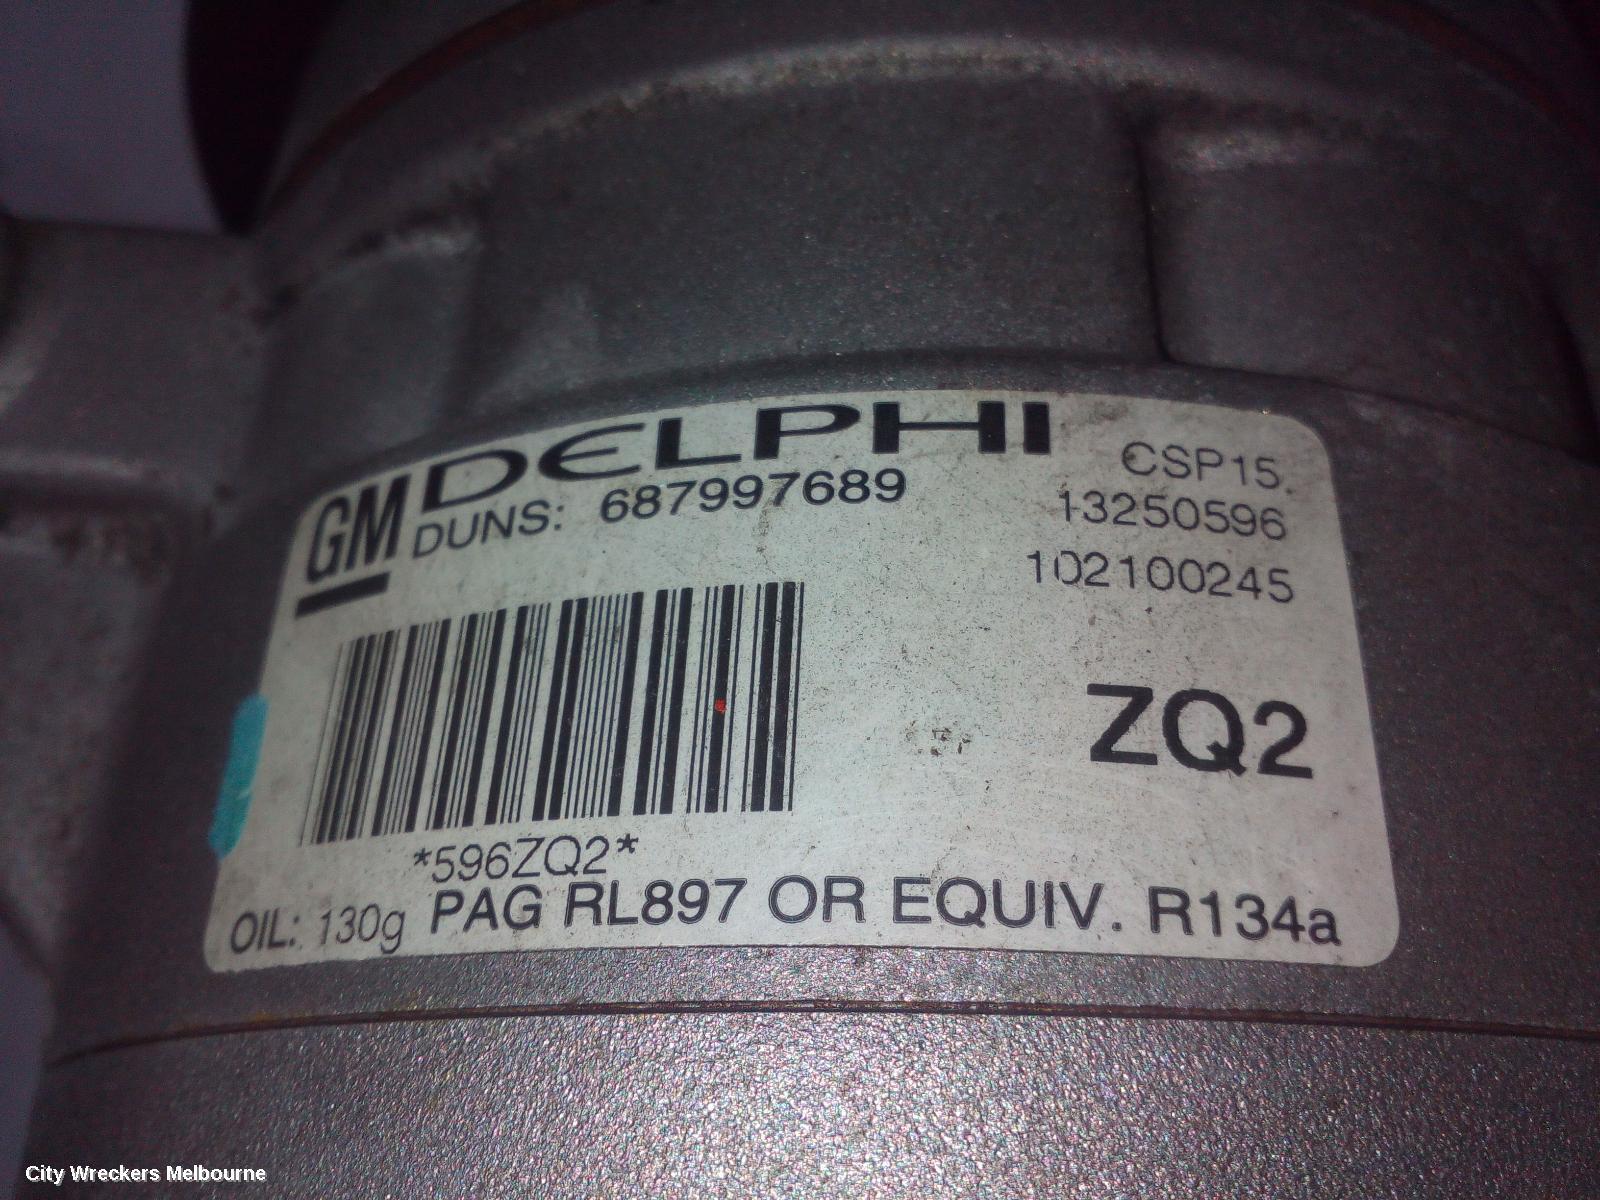 GM DELPHI
DUNS: 687997689
CSP15.
13250596
102100245
ZQ2
*596ZQ2*
OIL: 130g PAG RL897 OR EQUIV. R134a
City Wreckers Melbourne